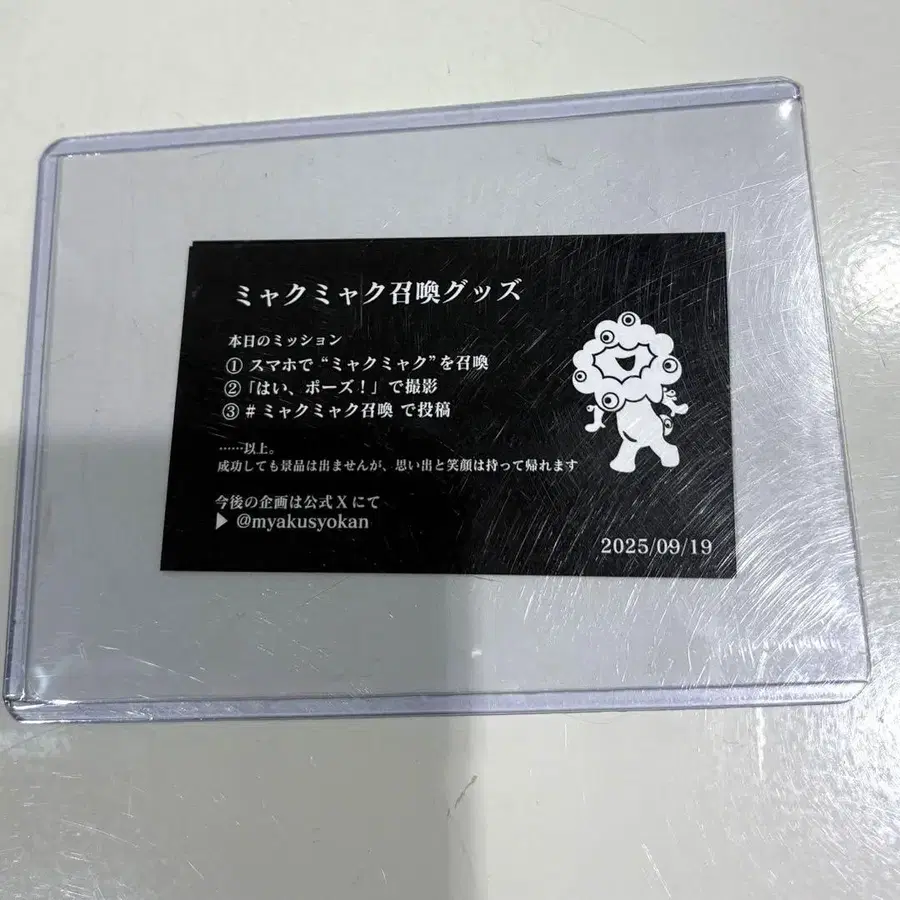 ミャクミャク召喚グッズ
本日のミッション
① スマホで “ミャクミャク” を召喚
② 「はい、ポーズ！」で撮影
③ # ミャクミャク召喚 で投稿
……以上。
成功しても景品は出ませんが、思い出と笑顔は持って帰れます
今後の企画は公式 X にて
▶ @myakusyokan
2025/09/19